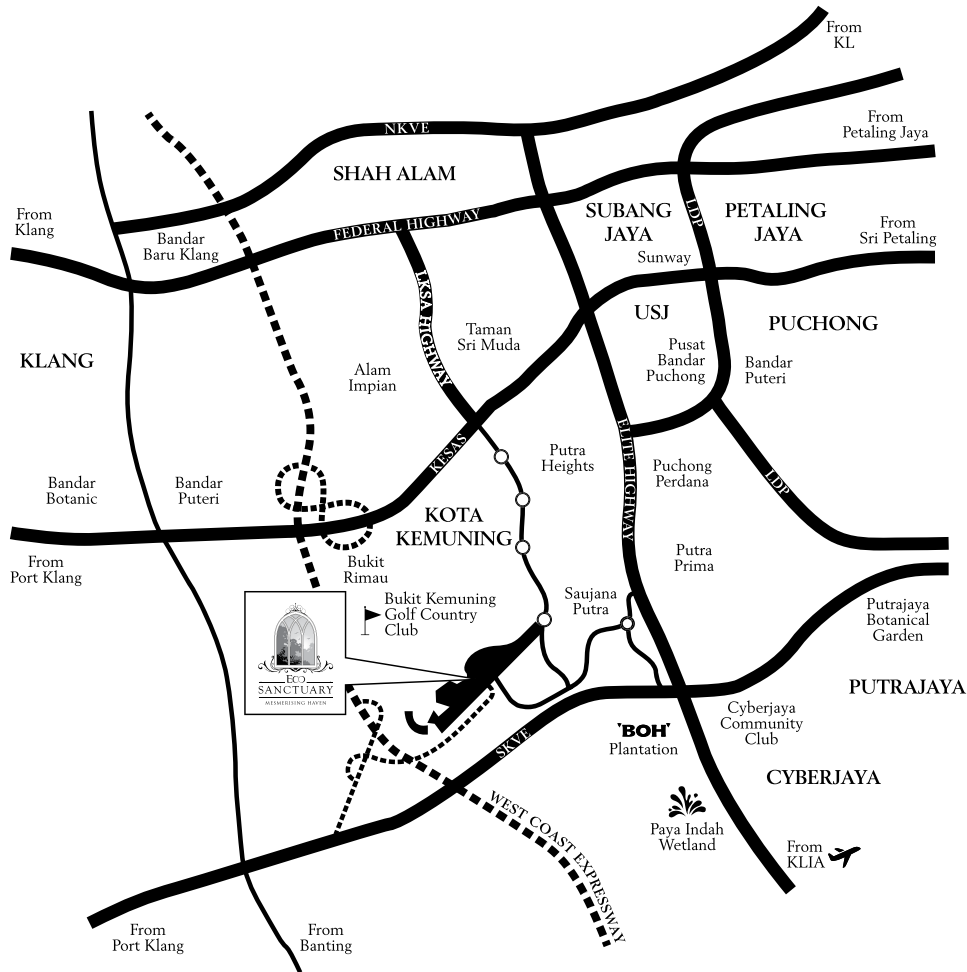 From
KL
NKVE
From
Petaling Jaya
SHAH ALAM
From
Klang
FEDERAL HIGHWAY
SUBANG
JAYA
LDP
PETALING
JAYA
From
Sri Petaling
Bandar
Baru Klang
Sunway
LKSA HIGHWAY
Taman
Sri Muda
USJ
PUCHONG
KLANG
Alam
Impian
Pusat
Bandar
Puchong
Bandar
Puteri
KESAS
ELITE HIGHWAY
Putra
Heights
Puchong
Perdana
LDP
Bandar
Botanic
Bandar
Puteri
KOTA
KEMUNING
From
Port Klang
Bukit
Rimau
Putra
Prima
Bukit Kemuning
Golf Country
Club
Saujana
Putra
Putrajaya
Botanical
Garden
ECO
SANCTUARY
MESMERISING HAVEN
PUTRAJAYA
SKVE
'BOH'
Plantation
Cyberjaya
Community
Club
CYBERJAYA
WEST COAST EXPRESSWAY
Paya Indah
Wetland
From
KLIA
From
Port Klang
From
Banting